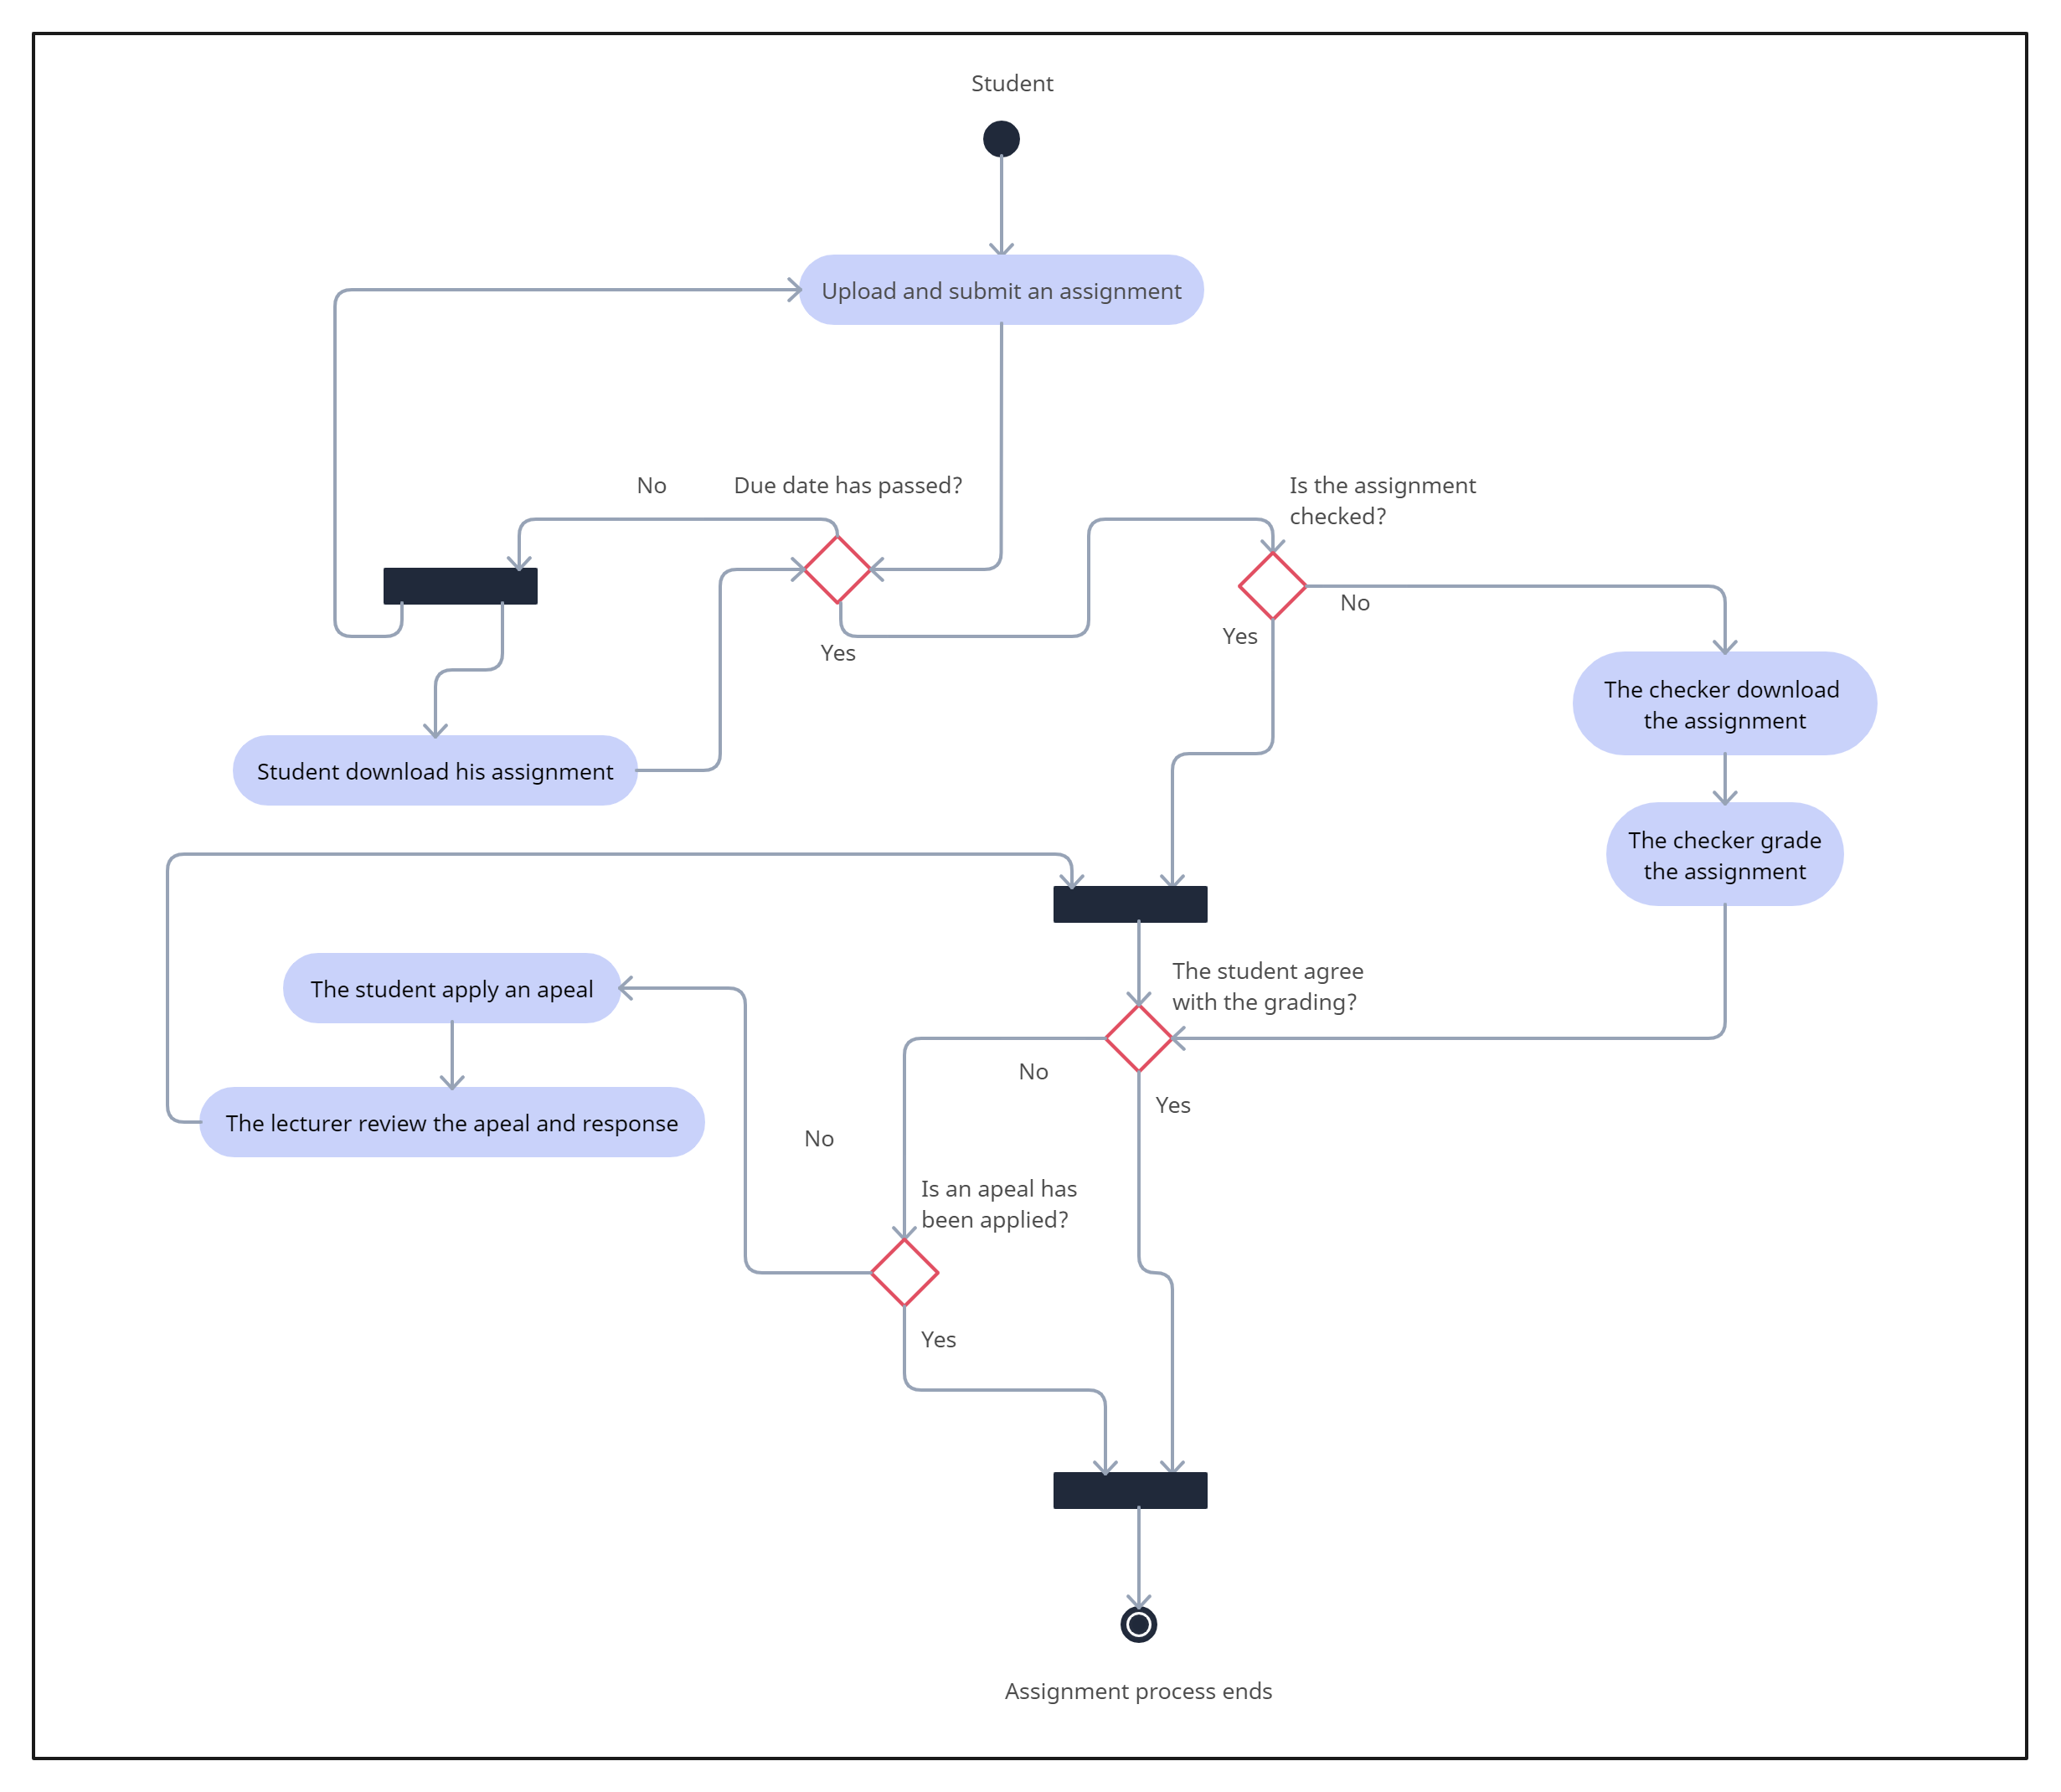 Student
Upload and submit an assignment
No
Due date has passed?
Is the assignment
checked?
No
Yes
Yes
The checker download
the assignment
Student download his assignment
The checker grade
the assignment
The student agree
with the grading?
The student apply an apeal
No
Yes
The lecturer review the apeal and response
No
Is an apeal has
been applied?
Yes
Assignment process ends